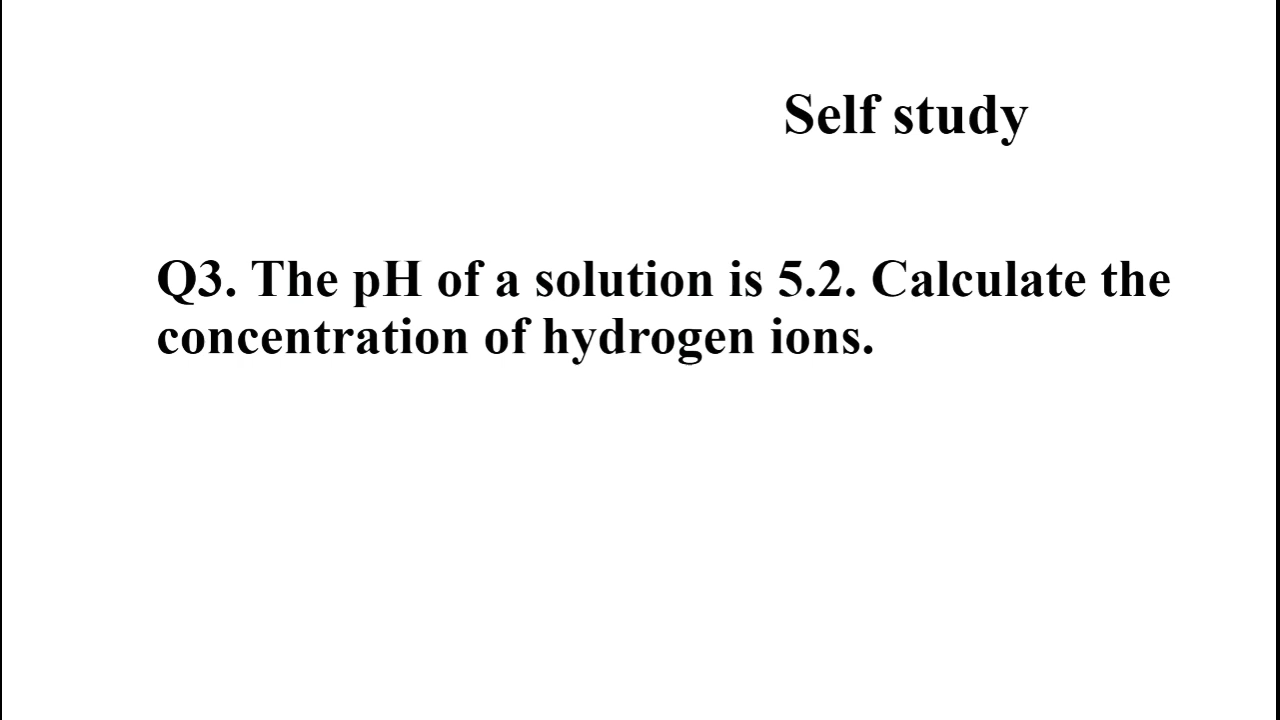 Self study
Q3. The pH of a solution is 5.2. Calculate the
concentration of hydrogen ions.